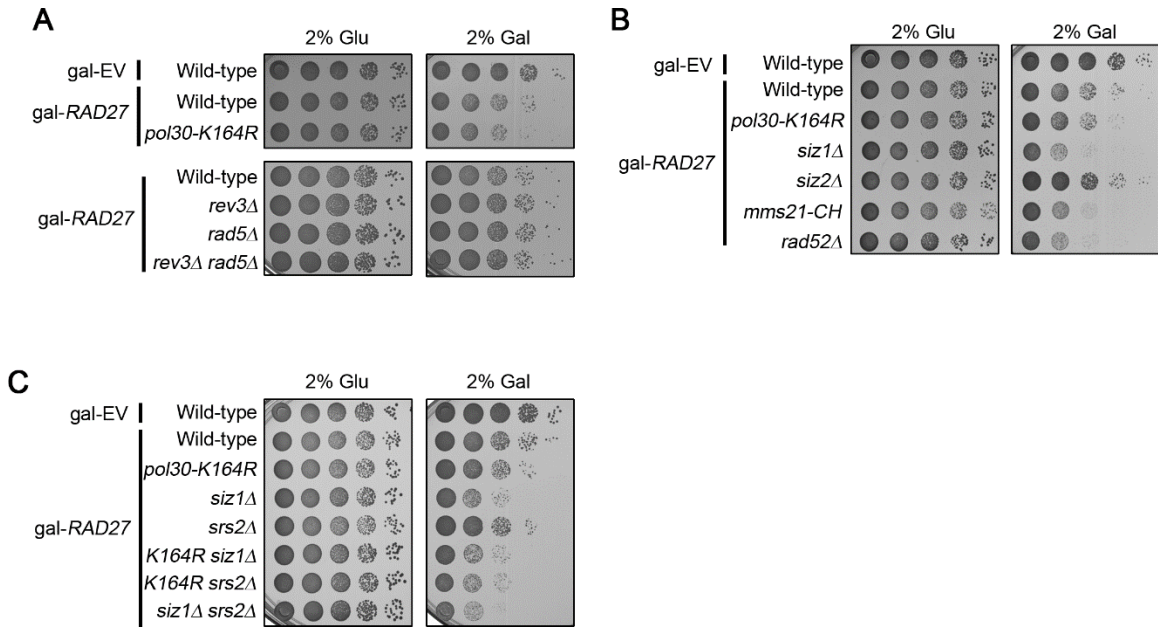 A
2% Glu 2% Gal
gal-EV Wild-type
gal-RAD27 Wild-type
pol30-K164R
gal-RAD27 Wild-type
rev3Δ
rad5Δ
rev3Δ rad5Δ
B
2% Glu 2% Gal
gal-EV Wild-type
gal-RAD27 Wild-type
pol30-K164R
siz1Δ
siz2Δ
mms21-CH
rad52Δ
C
2% Glu 2% Gal
gal-EV Wild-type
gal-RAD27 Wild-type
pol30-K164R
siz1Δ
srs2Δ
K164R siz1Δ
K164R srs2Δ
siz1Δ srs2Δ